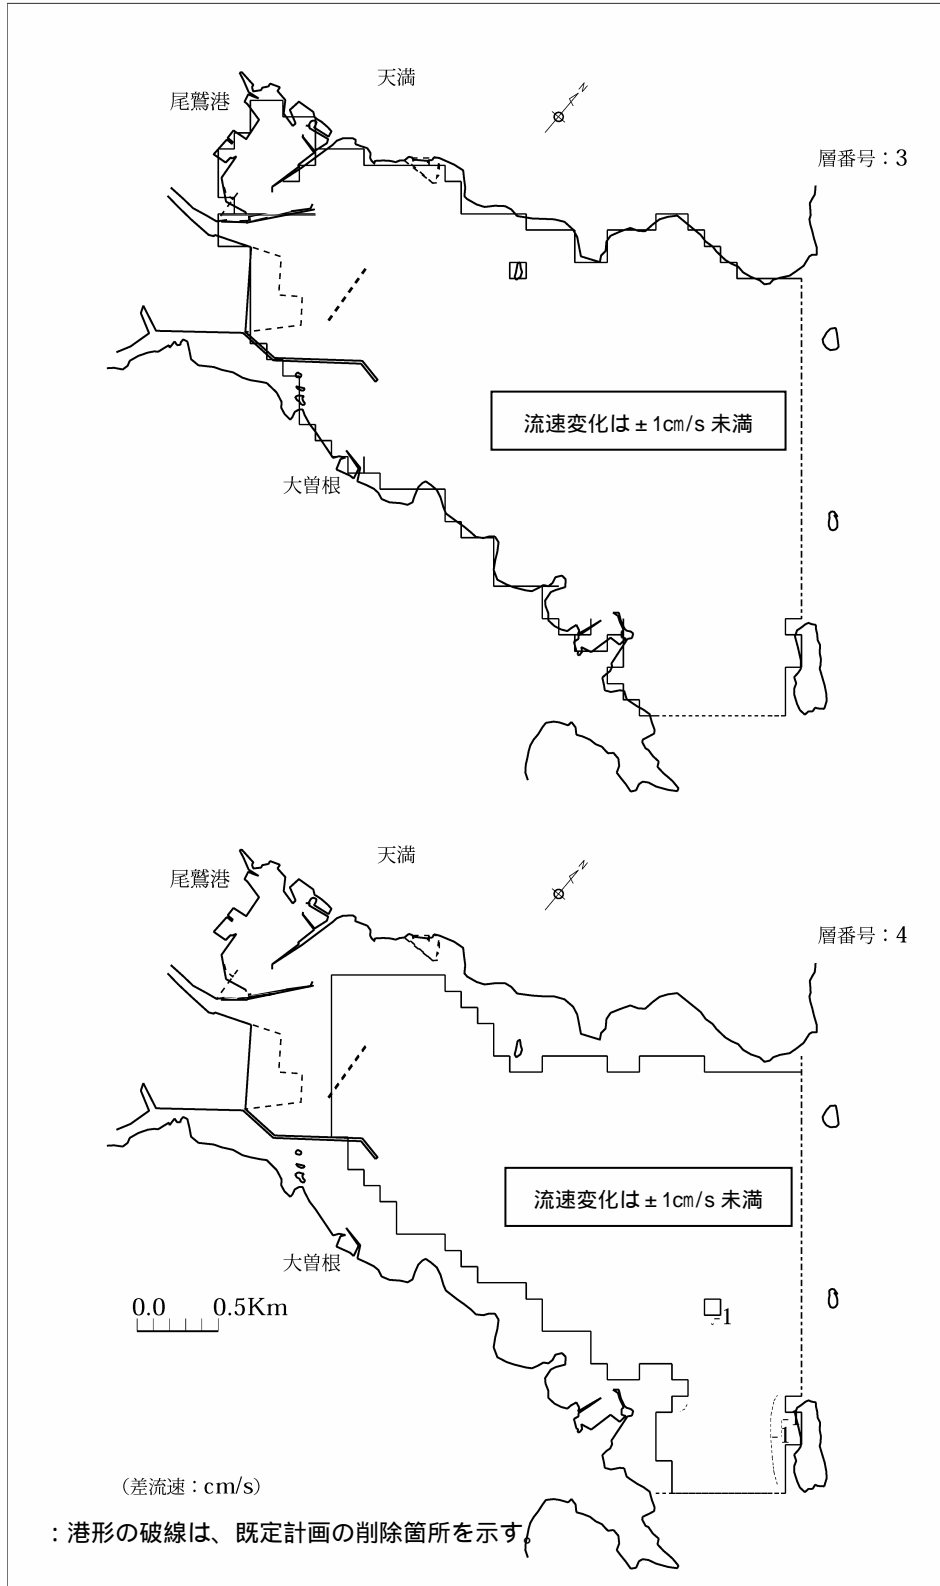 天満
尾鷲港
N
層番号：3
流速変化は±1㎝/s 未満
大曽根
天満
尾鷲港
N
層番号：4
流速変化は±1㎝/s 未満
大曽根
0.0 0.5Km
-1
-1
-1
（差流速：cm/s）
：港形の破線は、既定計画の削除箇所を示す。